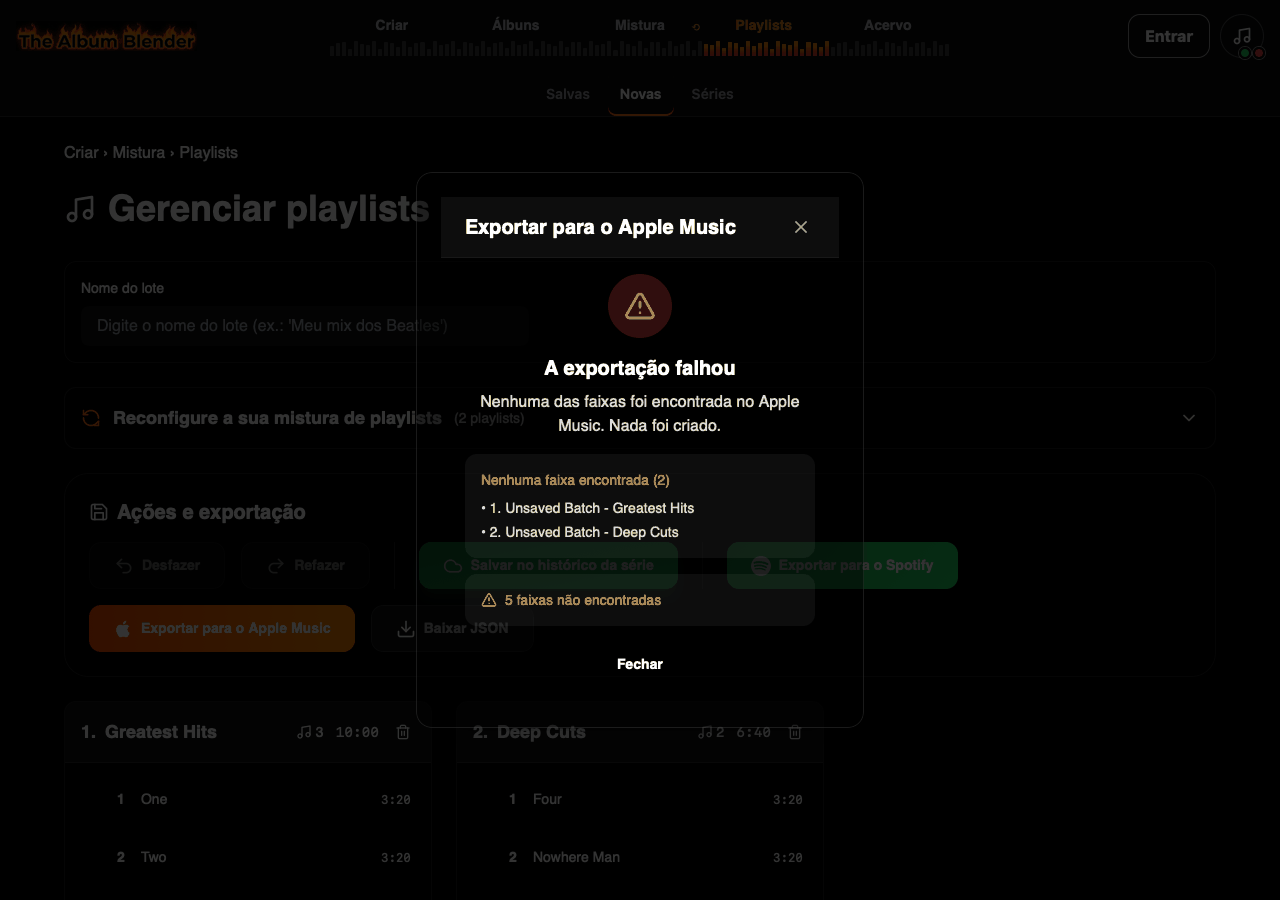 The Album Blender
Criar
Álbuns
Mistura
Playlists
Acervo
Entrar
Salvas
Novas
Séries
Criar › Mistura › Playlists
Gerenciar playlists
Nome do lote
Digite o nome do lote (ex.: 'Meu mix dos Beatles')
Reconfigure a sua mistura de playlists (2 playlists)
Ações e exportação
Desfazer
Refazer
Salvar no histórico da série
Exportar para o Spotify
Exportar para o Apple Music
Baixar JSON
Exportar para o Apple Music
A exportação falhou
Nenhuma das faixas foi encontrada no Apple
Music. Nada foi criado.
Nenhuma faixa encontrada (2)
• 1. Unsaved Batch - Greatest Hits
• 2. Unsaved Batch - Deep Cuts
5 faixas não encontradas
Fechar
1. Greatest Hits 3 10:00
1 One 3:20
2 Two 3:20
2. Deep Cuts 2 6:40
1 Four 3:20
2 Nowhere Man 3:20